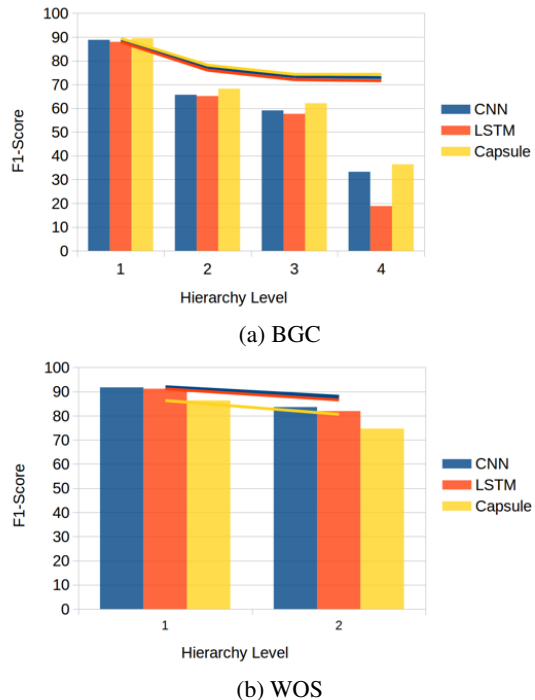 100
90
80
70
60
50
40
30
20
10
0
F1-Score
1 2 3 4
Hierarchy Level
CNN
LSTM
Capsule
(a) BGC
100
90
80
70
60
50
40
30
20
10
0
F1-Score
1 2
Hierarchy Level
CNN
LSTM
Capsule
(b) WOS